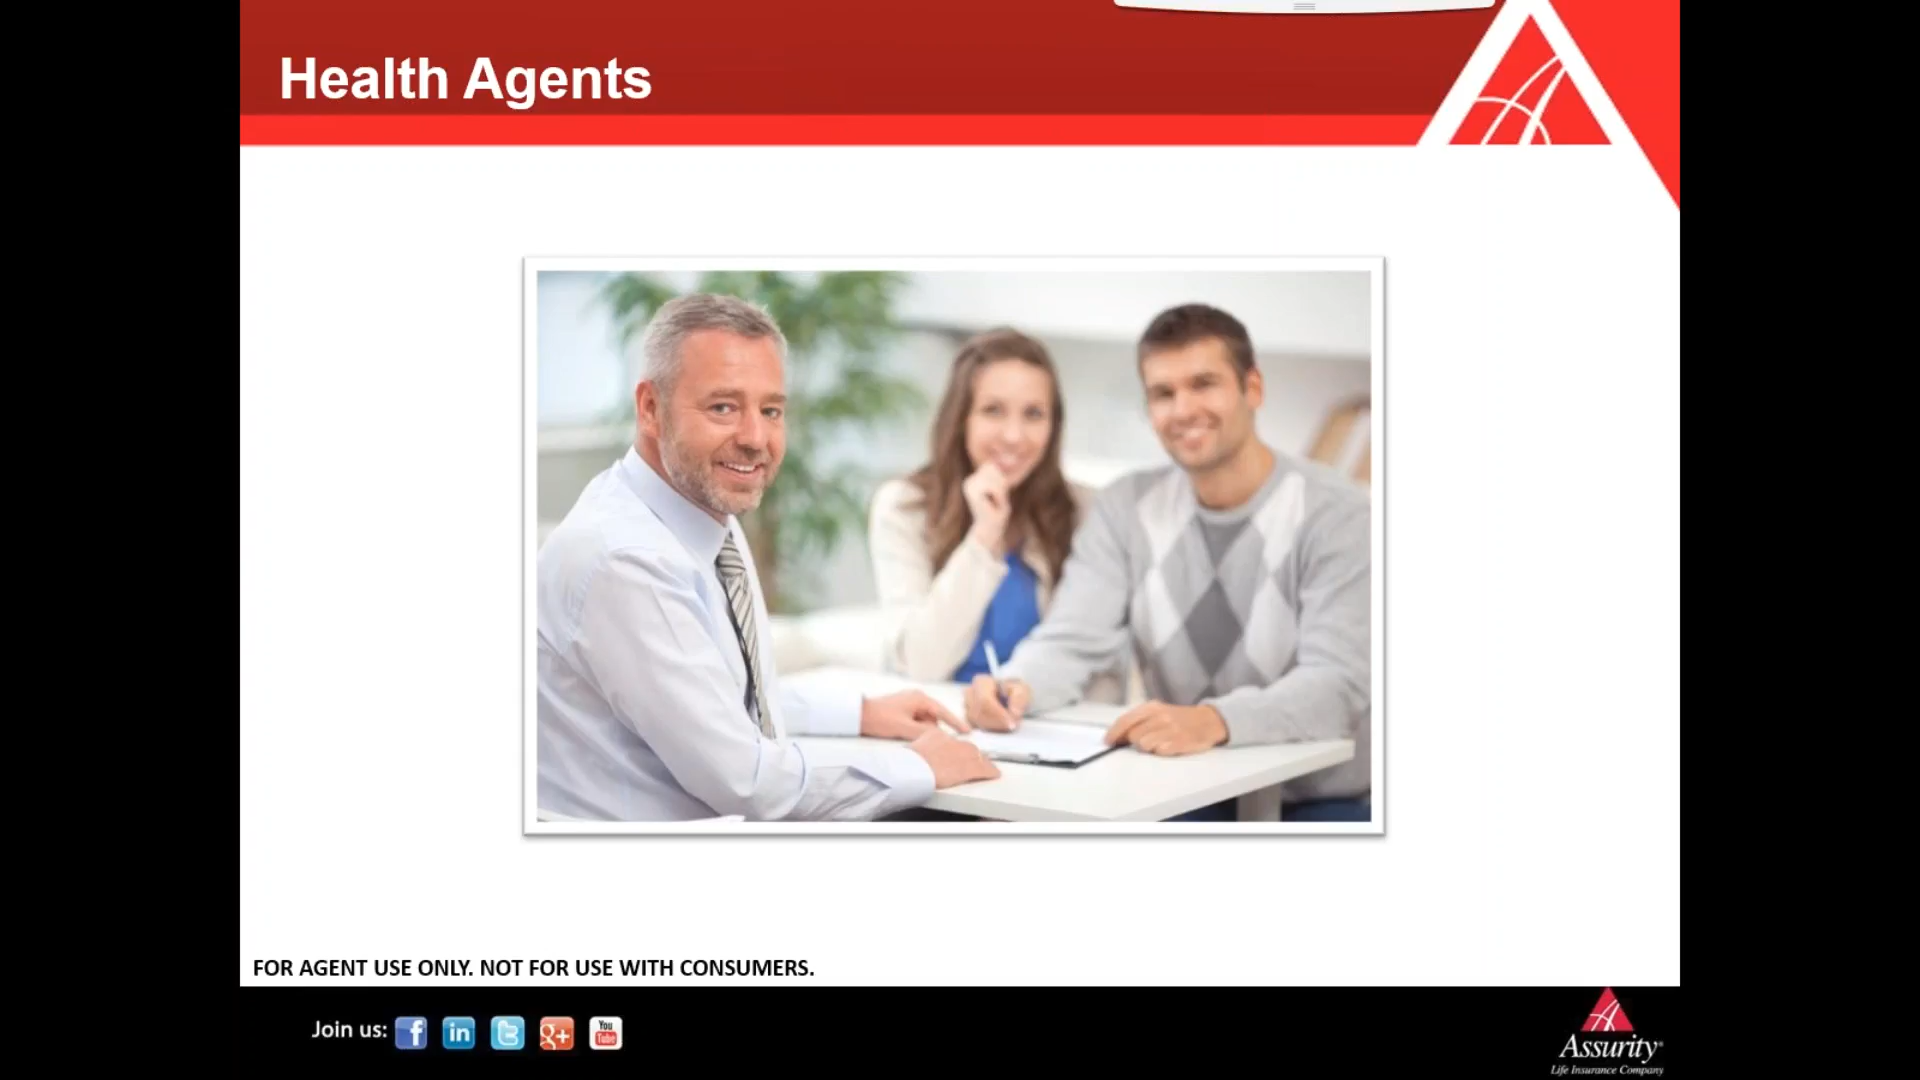 Health Agents
FOR AGENT USE ONLY. NOT FOR USE WITH CONSUMERS.
Join us: f in t g+ You Tube
Assurity®
Life Insurance Company